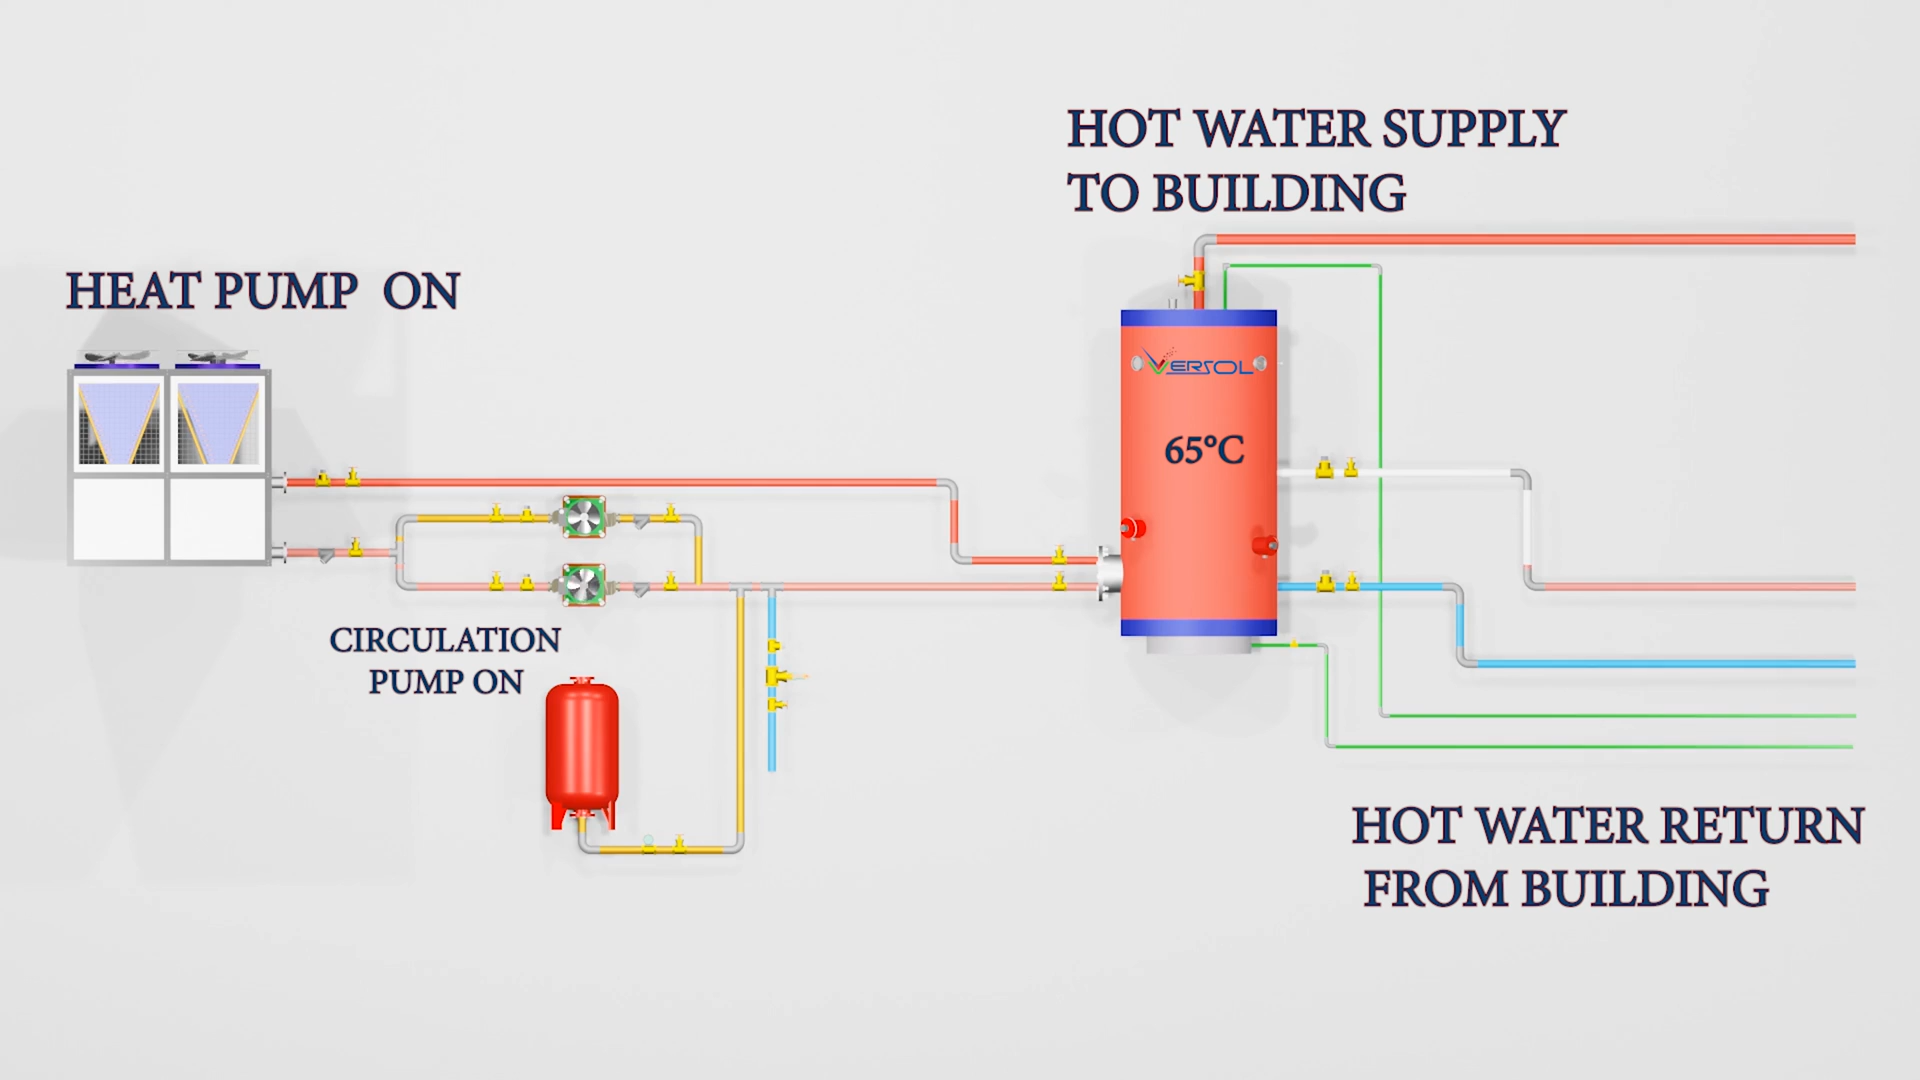 HOT WATER SUPPLY
TO BUILDING
HEAT PUMP ON
VERSOL
65°C
CIRCULATION
PUMP ON
HOT WATER RETURN
FROM BUILDING